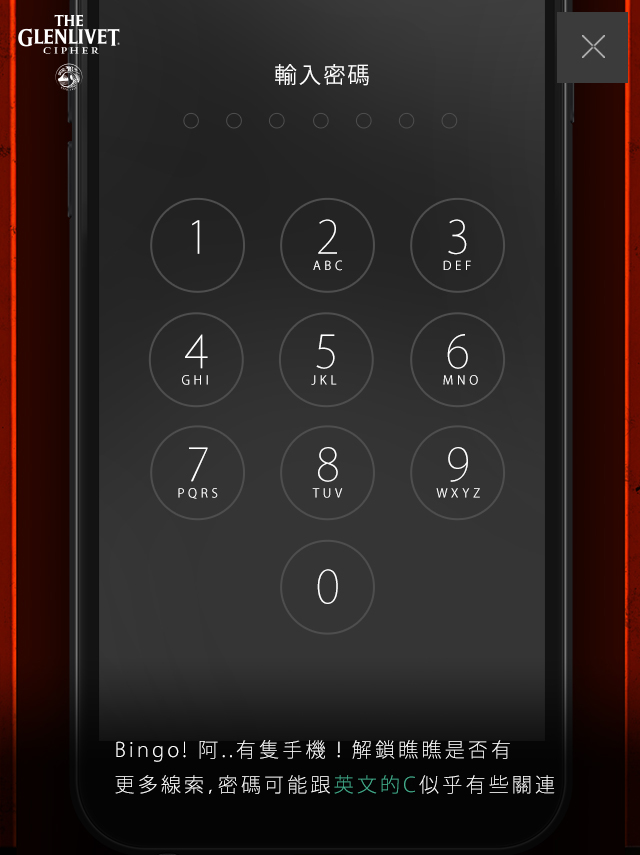 THE
GLENLIVET
CIPHER
輸入密碼
1
2
ABC
3
DEF
4
GHI
5
JKL
6
MNO
7
PQRS
8
TUV
9
WXYZ
0
Bingo! 阿..有隻手機！解鎖瞧瞧是否有
更多線索,密碼可能跟英文的C似乎有些關連